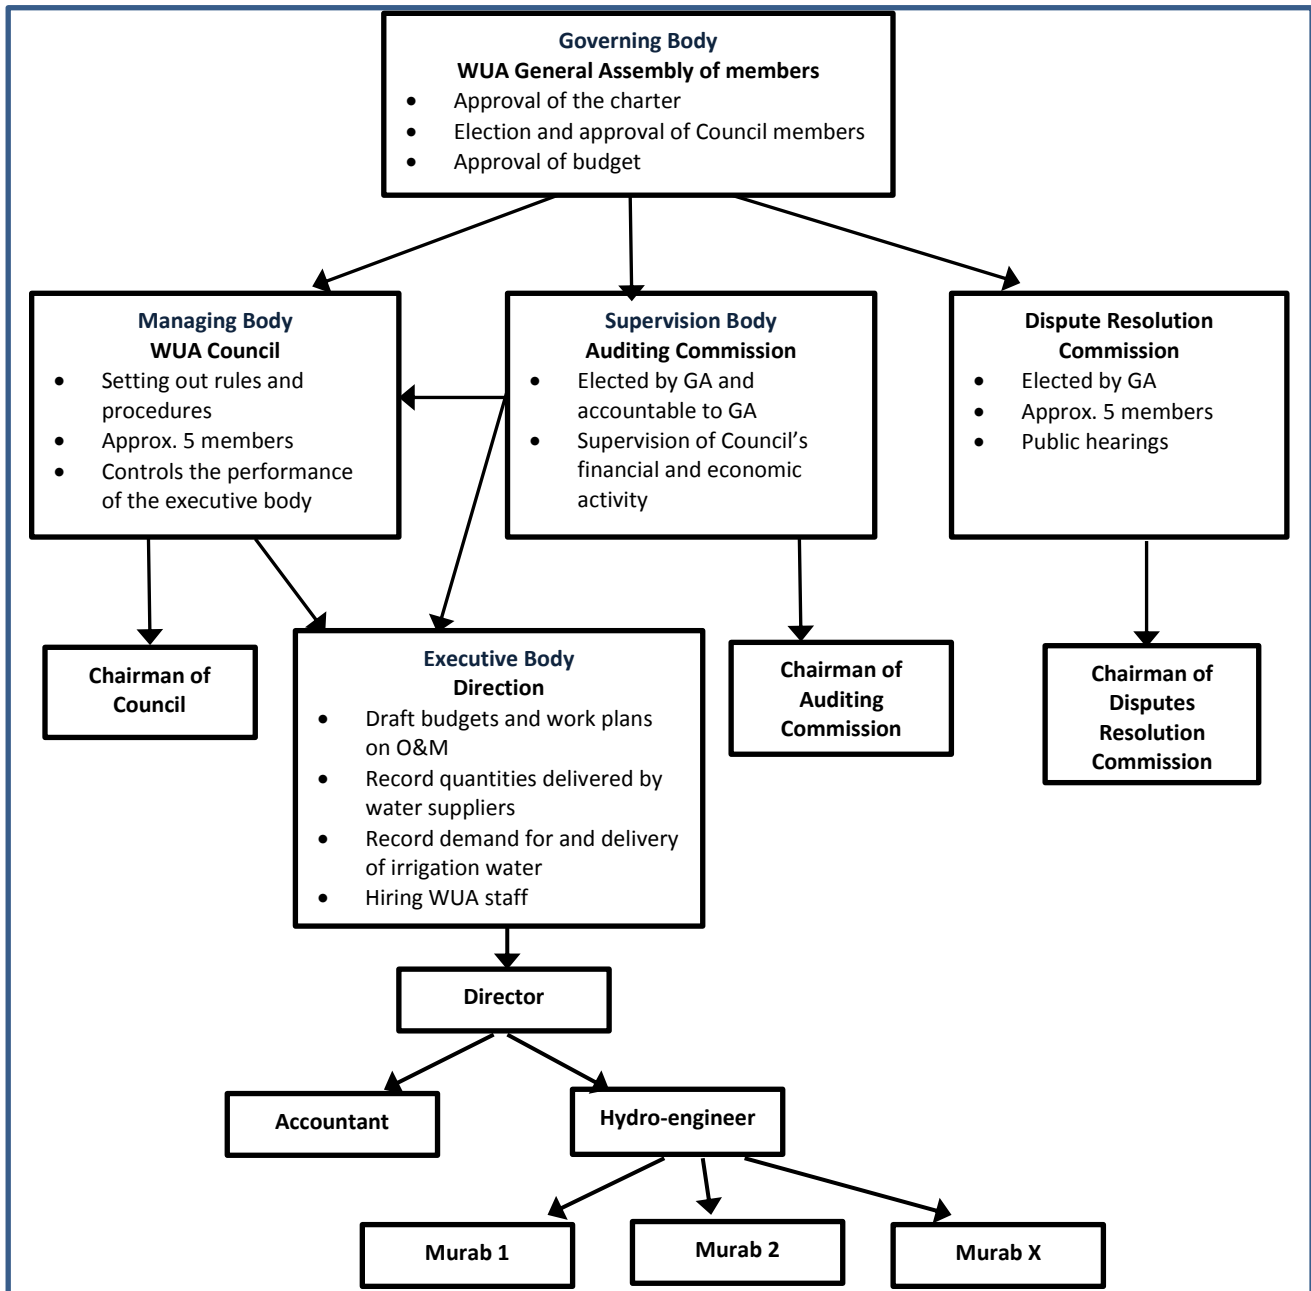 Governing Body
WUA General Assembly of members
• Approval of the charter
• Election and approval of Council members
• Approval of budget
Managing Body
WUA Council
• Setting out rules and
procedures
• Approx. 5 members
• Controls the performance
of the executive body
Supervision Body
Auditing Commission
• Elected by GA and
accountable to GA
• Supervision of Council’s
financial and economic
activity
Dispute Resolution
Commission
• Elected by GA
• Approx. 5 members
• Public hearings
Chairman of
Council
Executive Body
Direction
• Draft budgets and work plans
on O&M
• Record quantities delivered by
water suppliers
• Record demand for and delivery
of irrigation water
• Hiring WUA staff
Chairman of
Auditing
Commission
Chairman of
Disputes
Resolution
Commission
Director
Accountant
Hydro-engineer
Murab 1
Murab 2
Murab X